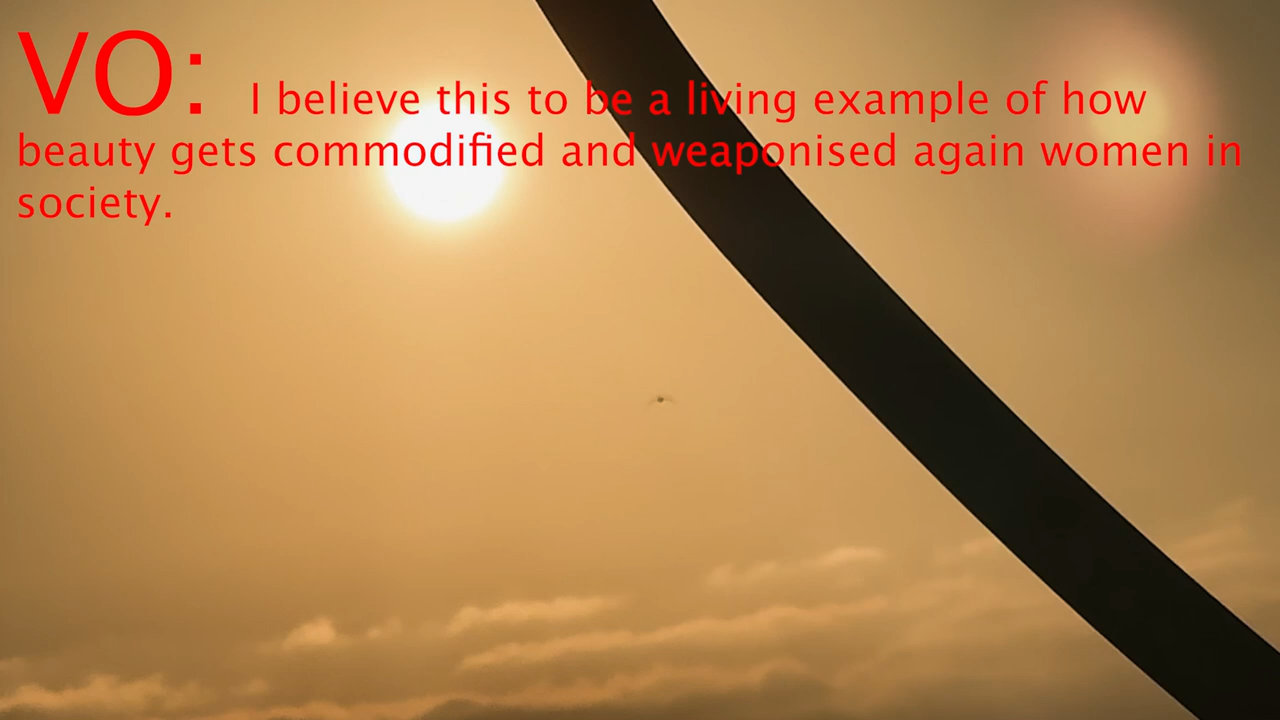 VO: I believe this to be a living example of how
beauty gets commodified and weaponised again women in
society.